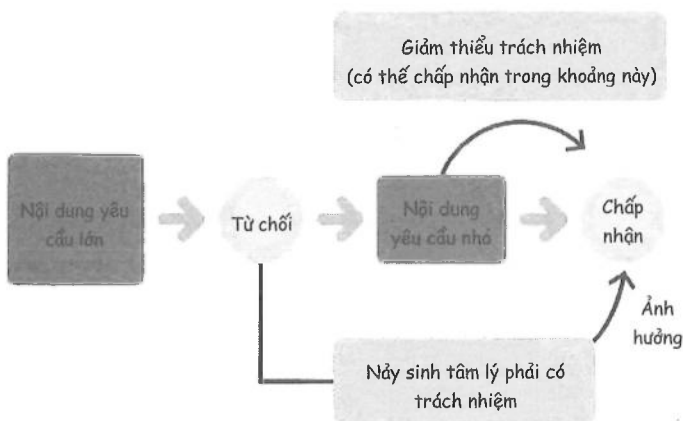 Giảm thiểu trách nhiệm
(có thể chấp nhận trong khoảng này)
Nội dung yêu
cầu lớn
Từ chối
Nội dung
yêu cầu nhỏ
Chấp
nhận
Ảnh
hưởng
Nảy sinh tâm lý phải có
trách nhiệm